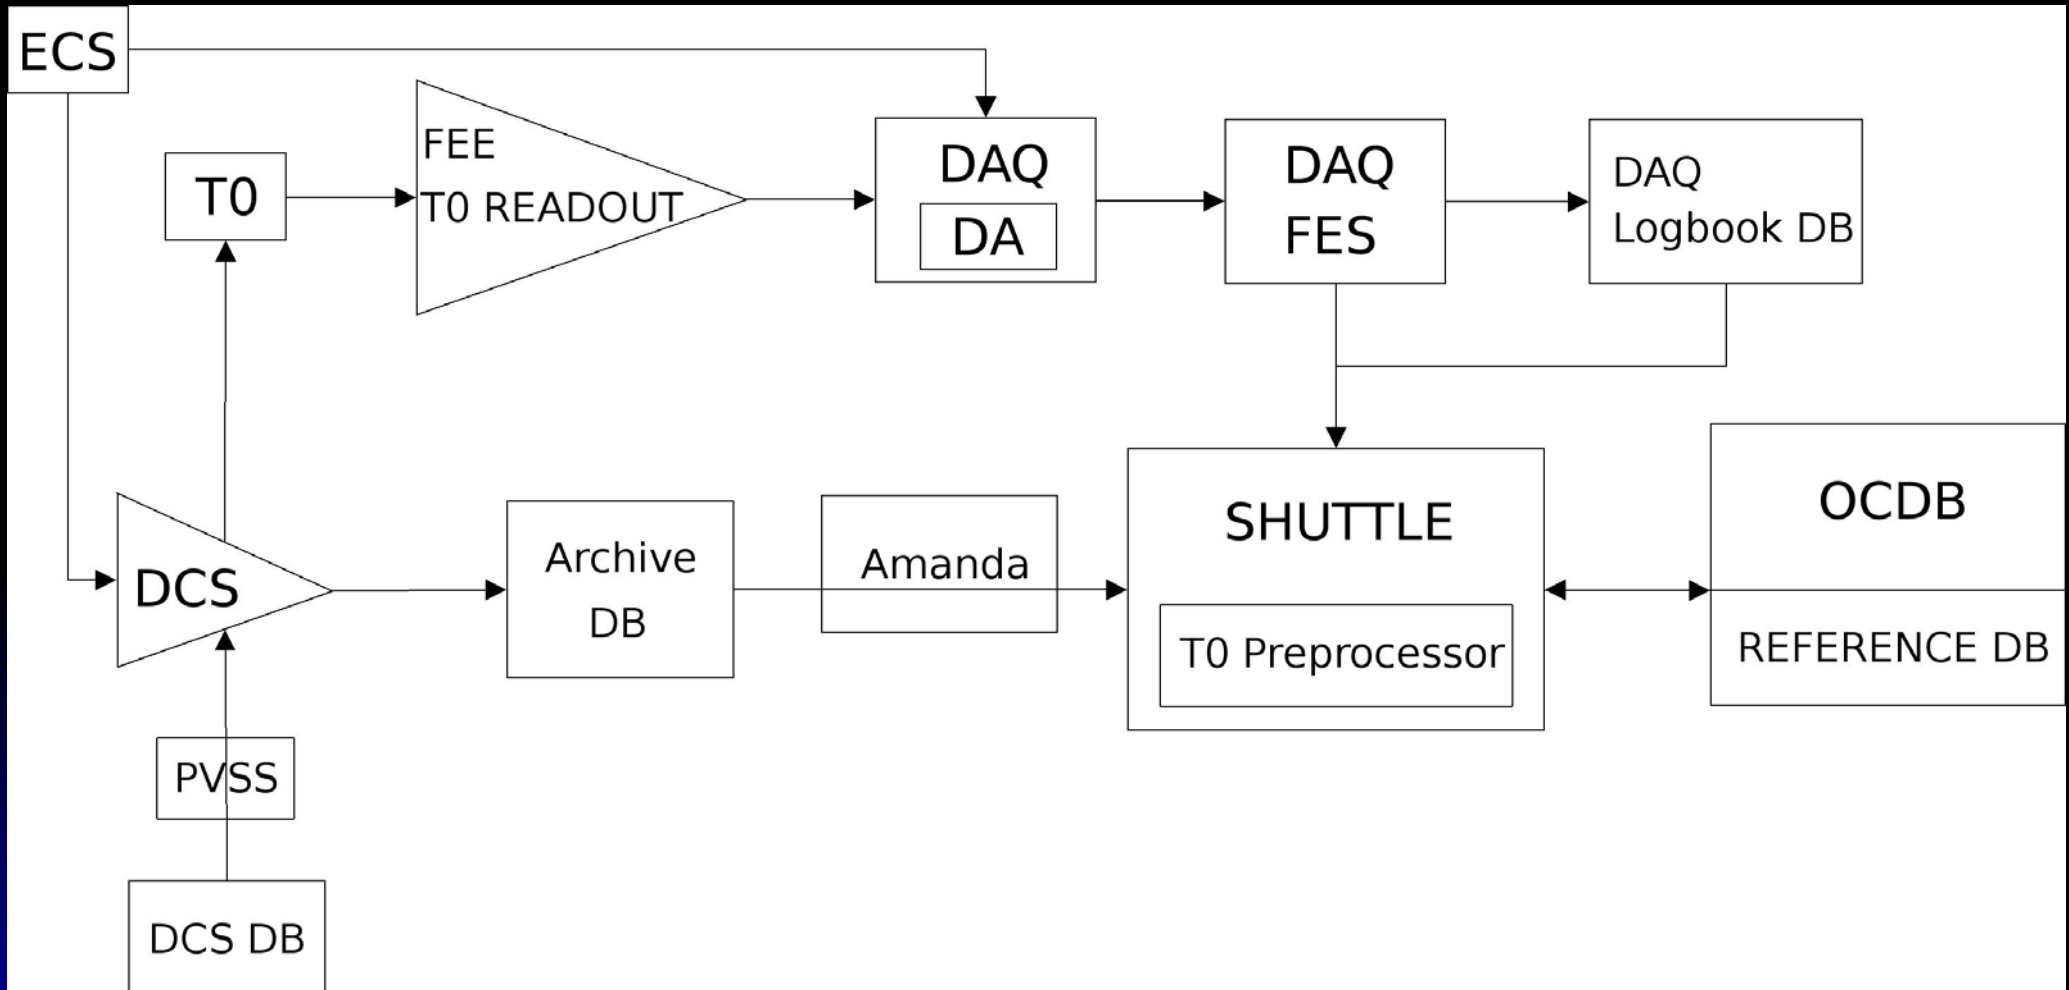 ECS
FEE
T0 READOUT
T0
DAQ
DA
DAQ
FES
DAQ
Logbook DB
DCS
Archive
DB
Amanda
SHUTTLE
T0 Preprocessor
OCDB
REFERENCE DB
PVSS
DCS DB